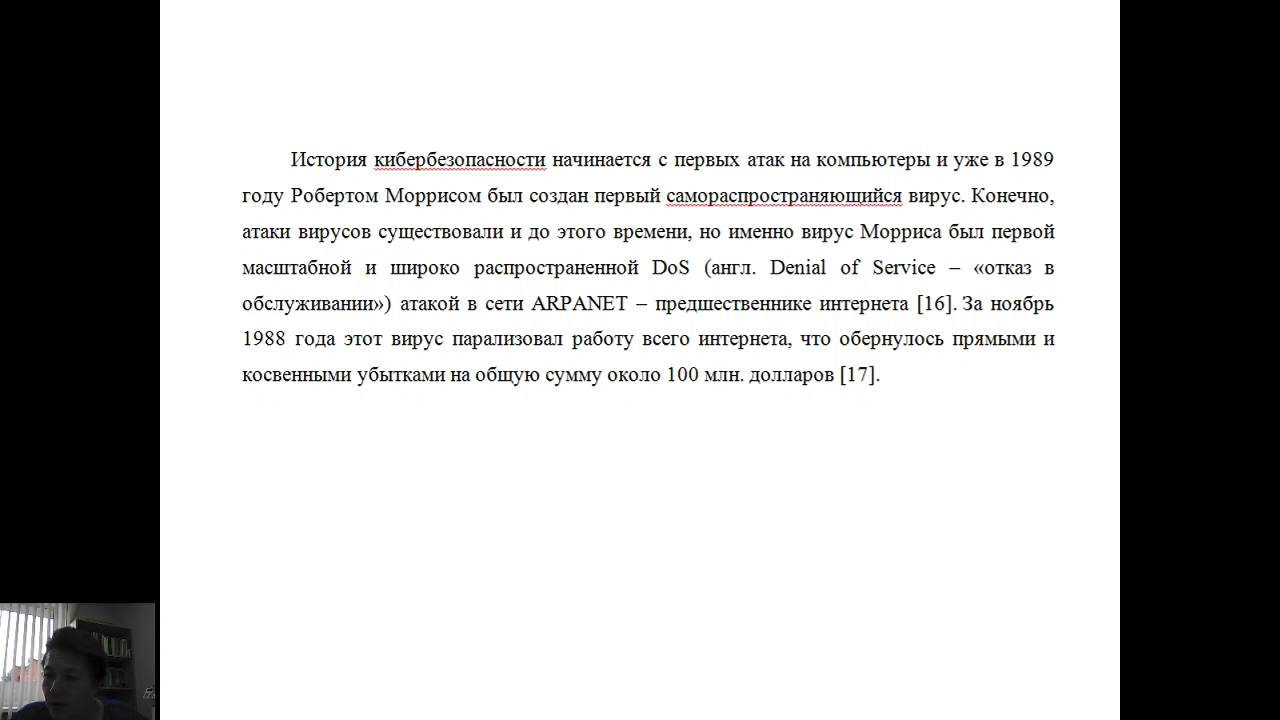 История кибербезопасности начинается с первых атак на компьютеры и уже в 1989
году Робертом Моррисом был создан первый самораспространяющийся вирус. Конечно,
атаки вирусов существовали и до этого времени, но именно вирус Морриса был первой
масштабной и широко распространенной DoS (англ. Denial of Service – «отказ в
обслуживании») атакой в сети ARPANET – предшественнике интернета [16]. За ноябрь
1988 года этот вирус парализовал работу всего интернета, что обернулось прямыми и
косвенными убытками на общую сумму около 100 млн. долларов [17].